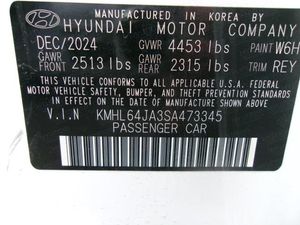 MANUFACTURED IN KOREA BY
HYUNDAI MOTOR COMPANY
DEC/2024 GVWR 4453 lbs PAINT W6H
GAWR FRONT 2513 lbs GAWR REAR 2315 lbs TRIM REY
THIS VEHICLE CONFORMS TO ALL APPLICABLE U.S. FEDERAL
MOTOR VEHICLE SAFETY, BUMPER, AND THEFT PREVENTION
STANDARDS IN EFFECT ON THE DATE OF MANUFACTURE SHOWN ABOVE.
V.I.N KMHL64JA3SA473345
PASSENGER CAR